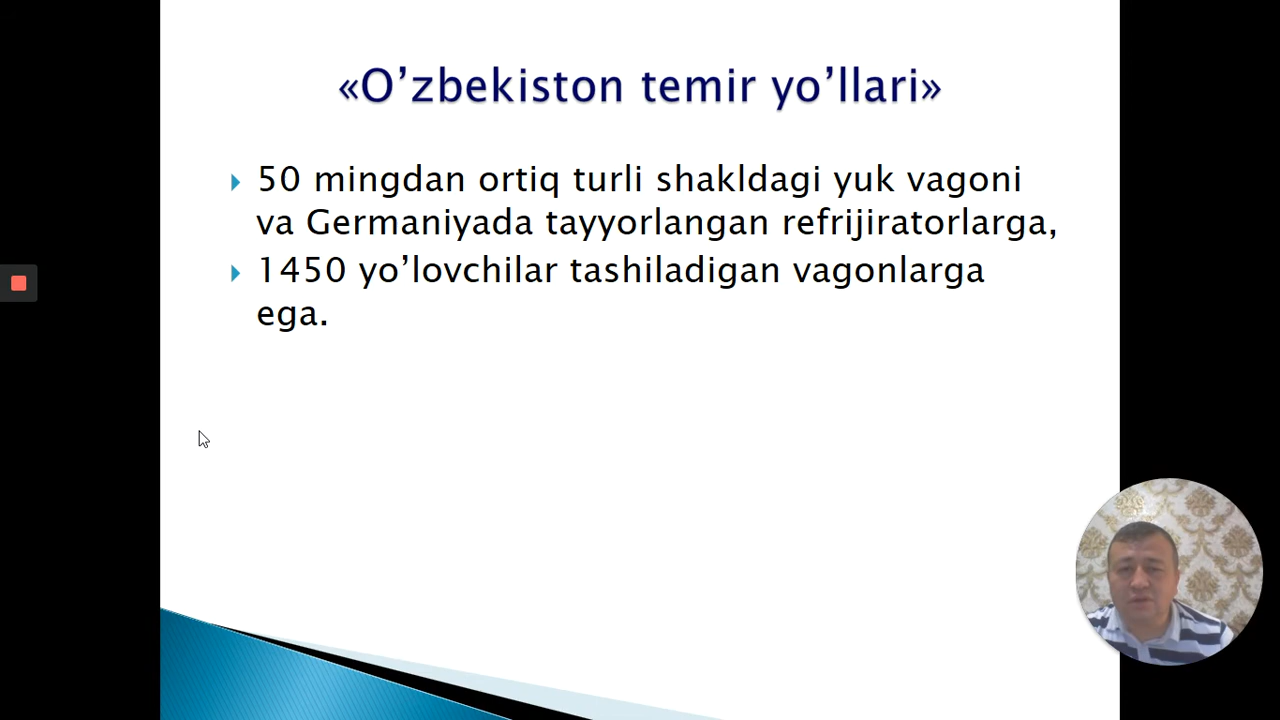 «O’zbekiston temir yo’llari»
50 mingdan ortiq turli shakldagi yuk vagoni
va Germaniyada tayyorlangan refrijiratorlarga,
1450 yo’lovchilar tashiladigan vagonlarga
ega.